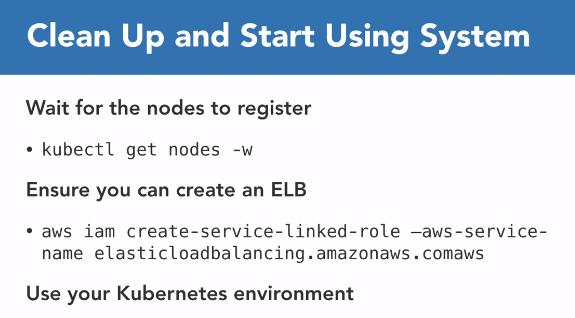 Clean Up and Start Using System
Wait for the nodes to register
• kubectl get nodes -w
Ensure you can create an ELB
• aws iam create-service-linked-role —aws-service-
name elasticloadbalancing.amazonaws.comaws
Use your Kubernetes environment